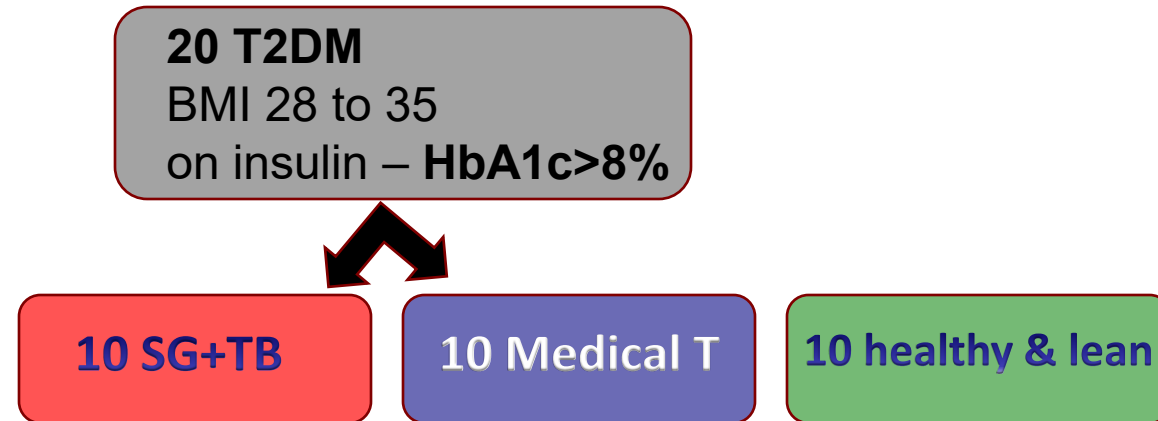 20 T2DM
BMI 28 to 35
on insulin – HbA1c>8%
10 SG+TB
10 Medical T
10 healthy & lean